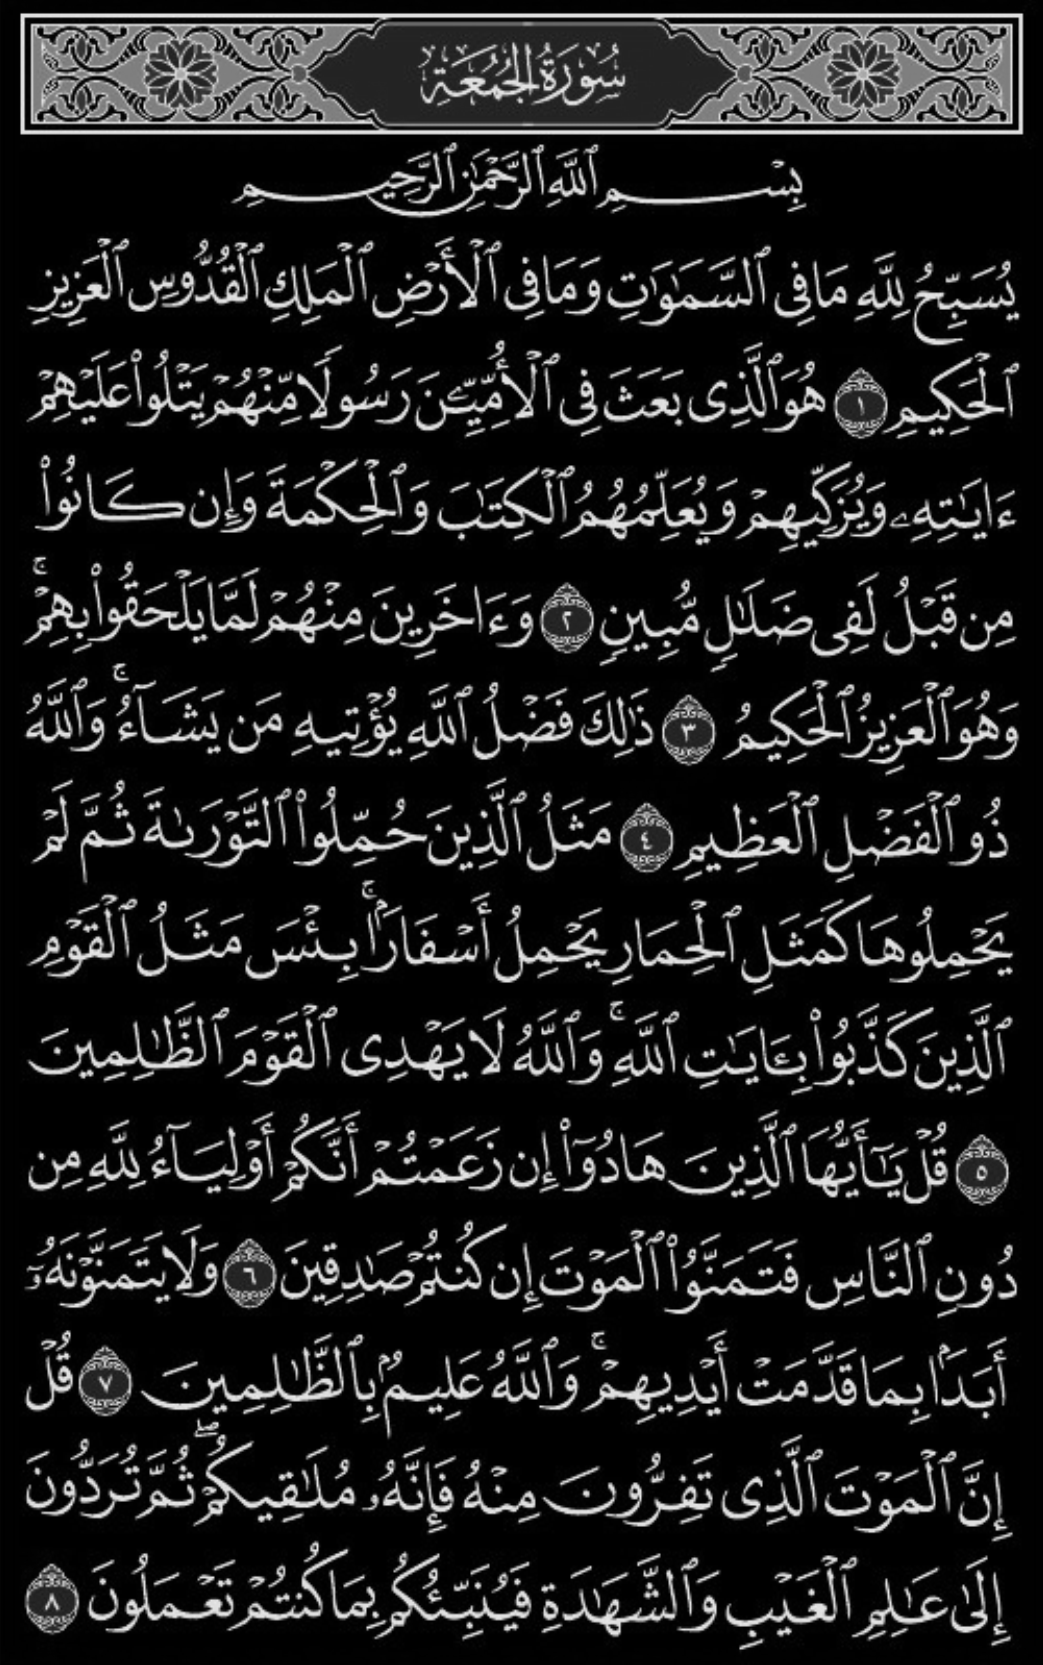 سُورَةُ الجُمُعَةِ
بِسْمِ ٱللَّهِ ٱلرَّحْمَٰنِ ٱلرَّحِيمِ
يُسَبِّحُ لِلَّهِ مَا فِى ٱلسَّمَٰوَٰتِ وَمَا فِى ٱلْأَرْضِ ٱلْمَلِكِ ٱلْقُدُّوسِ ٱلْعَزِيزِ
ٱلْحَكِيمِ ١ هُوَ ٱلَّذِى بَعَثَ فِى ٱلْأُمِّيِّۦنَ رَسُولًا مِّنْهُمْ يَتْلُوا۟ عَلَيْهِمْ
ءَايَٰتِهِۦ وَيُزَكِّيهِمْ وَيُعَلِّمُهُمُ ٱلْكِتَٰبَ وَٱلْحِكْمَةَ وَإِن كَانُوا۟
مِن قَبْلُ لَفِى ضَلَٰلٍ مُّبِينٍ ٢ وَءَاخَرِينَ مِنْهُمْ لَمَّا يَلْحَقُوا۟ بِهِمْ ۚ
وَهُوَ ٱلْعَزِيزُ ٱلْحَكِيمُ ٣ ذَٰلِكَ فَضْلُ ٱللَّهِ يُؤْتِيهِ مَن يَشَآءُ ۚ وَٱللَّهُ
ذُو ٱلْفَضْلِ ٱلْعَظِيمِ ٤ مَثَلُ ٱلَّذِينَ حُمِّلُوا۟ ٱلتَّوْرَىٰةَ ثُمَّ لَمْ
يَحْمِلُوهَا كَمَثَلِ ٱلْحِمَارِ يَحْمِلُ أَسْفَارًۢا ۚ بِئْسَ مَثَلُ ٱلْقَوْمِ
ٱلَّذِينَ كَذَّبُوا۟ بِـَٔايَٰتِ ٱللَّهِ ۚ وَٱللَّهُ لَا يَهْدِى ٱلْقَوْمَ ٱلظَّٰلِمِينَ
٥ قُلْ يَٰٓأَيُّهَا ٱلَّذِينَ هَادُوٓا۟ إِن زَعَمْتُمْ أَنَّكُمْ أَوْلِيَآءُ لِلَّهِ مِن
دُونِ ٱلنَّاسِ فَتَمَنَّوُا۟ ٱلْمَوْتَ إِن كُنتُمْ صَٰدِقِينَ ٦ وَلَا يَتَمَنَّوْنَهُۥٓ
أَبَدًۢا بِمَا قَدَّمَتْ أَيْدِيهِمْ ۚ وَٱللَّهُ عَلِيمٌۢ بِٱلظَّٰلِمِينَ ٧ قُلْ
إِنَّ ٱلْمَوْتَ ٱلَّذِى تَفِرُّونَ مِنْهُ فَإِنَّهُۥ مُلَٰقِيكُمْ ۖ ثُمَّ تُرَدُّونَ
إِلَىٰ عَٰلِمِ ٱلْغَيْبِ وَٱلشَّهَٰدَةِ فَيُنَبِّئُكُم بِمَا كُنتُمْ تَعْمَلُونَ ٨